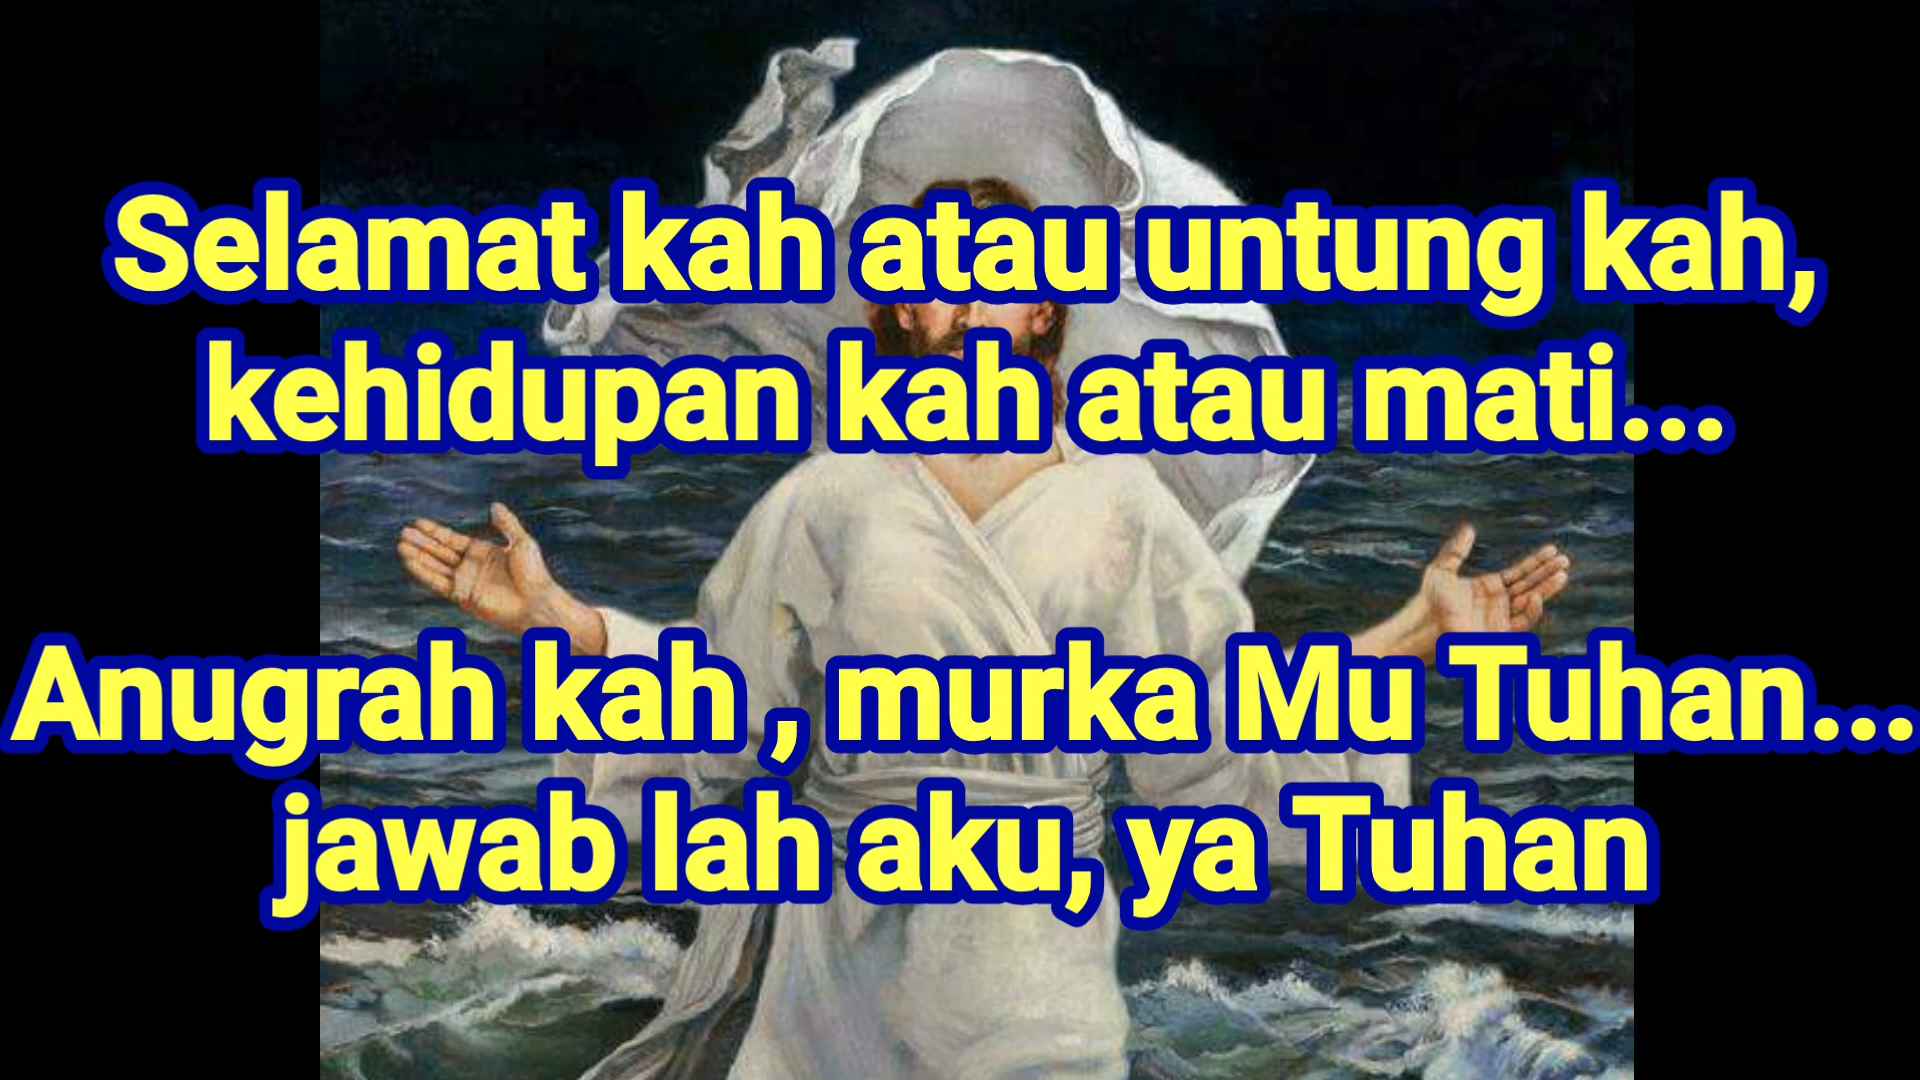 Selamat kah atau untung kah,
kehidupan kah atau mati...
Anugrah kah , murka Mu Tuhan...
jawab lah aku, ya Tuhan